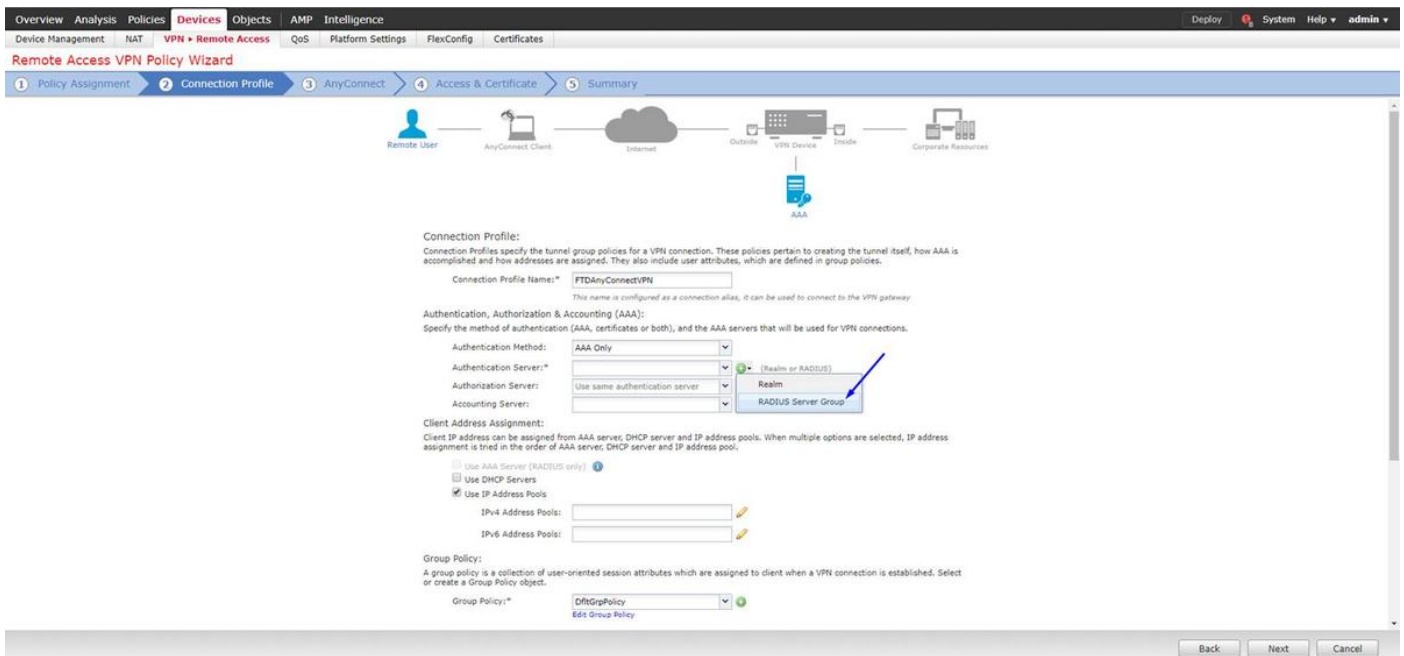 Overview Analysis Policies Devices Objects AMP Intelligence Deploy System Help admin
Device Management NAT VPN ▸ Remote Access QoS Platform Settings FlexConfig Certificates
Remote Access VPN Policy Wizard
1 Policy Assignment 2 Connection Profile 3 AnyConnect 4 Access & Certificate 5 Summary
Remote User AnyConnect Client Internet Outside VPN Device Inside Corporate Resources
AAA
Connection Profile:
Connection Profiles specify the tunnel group policies for a VPN connection. These policies pertain to creating the tunnel itself, how AAA is
accomplished and how addresses are assigned. They also include user attributes, which are defined in group policies.
Connection Profile Name:* FTDAnyConnectVPN
This name is configured as a connection alias, it can be used to connect to the VPN gateway
Authentication, Authorization & Accounting (AAA):
Specify the method of authentication (AAA, certificates or both), and the AAA servers that will be used for VPN connections.
Authentication Method: AAA Only
Authentication Server:* (Realm or RADIUS)
Authorization Server: Use same authentication server Realm
Accounting Server: RADIUS Server Group
Client Address Assignment:
Client IP address can be assigned from AAA server, DHCP server and IP address pools. When multiple options are selected, IP address
assignment is tried in the order of AAA server, DHCP server and IP address pool.
Use AAA Server (RADIUS only)
Use DHCP Servers
Use IP Address Pools
IPv4 Address Pools:
IPv6 Address Pools:
Group Policy:
A group policy is a collection of user-oriented session attributes which are assigned to client when a VPN connection is established. Select
or create a Group Policy object.
Group Policy:* DfltGrpPolicy
Edit Group Policy
Back Next Cancel